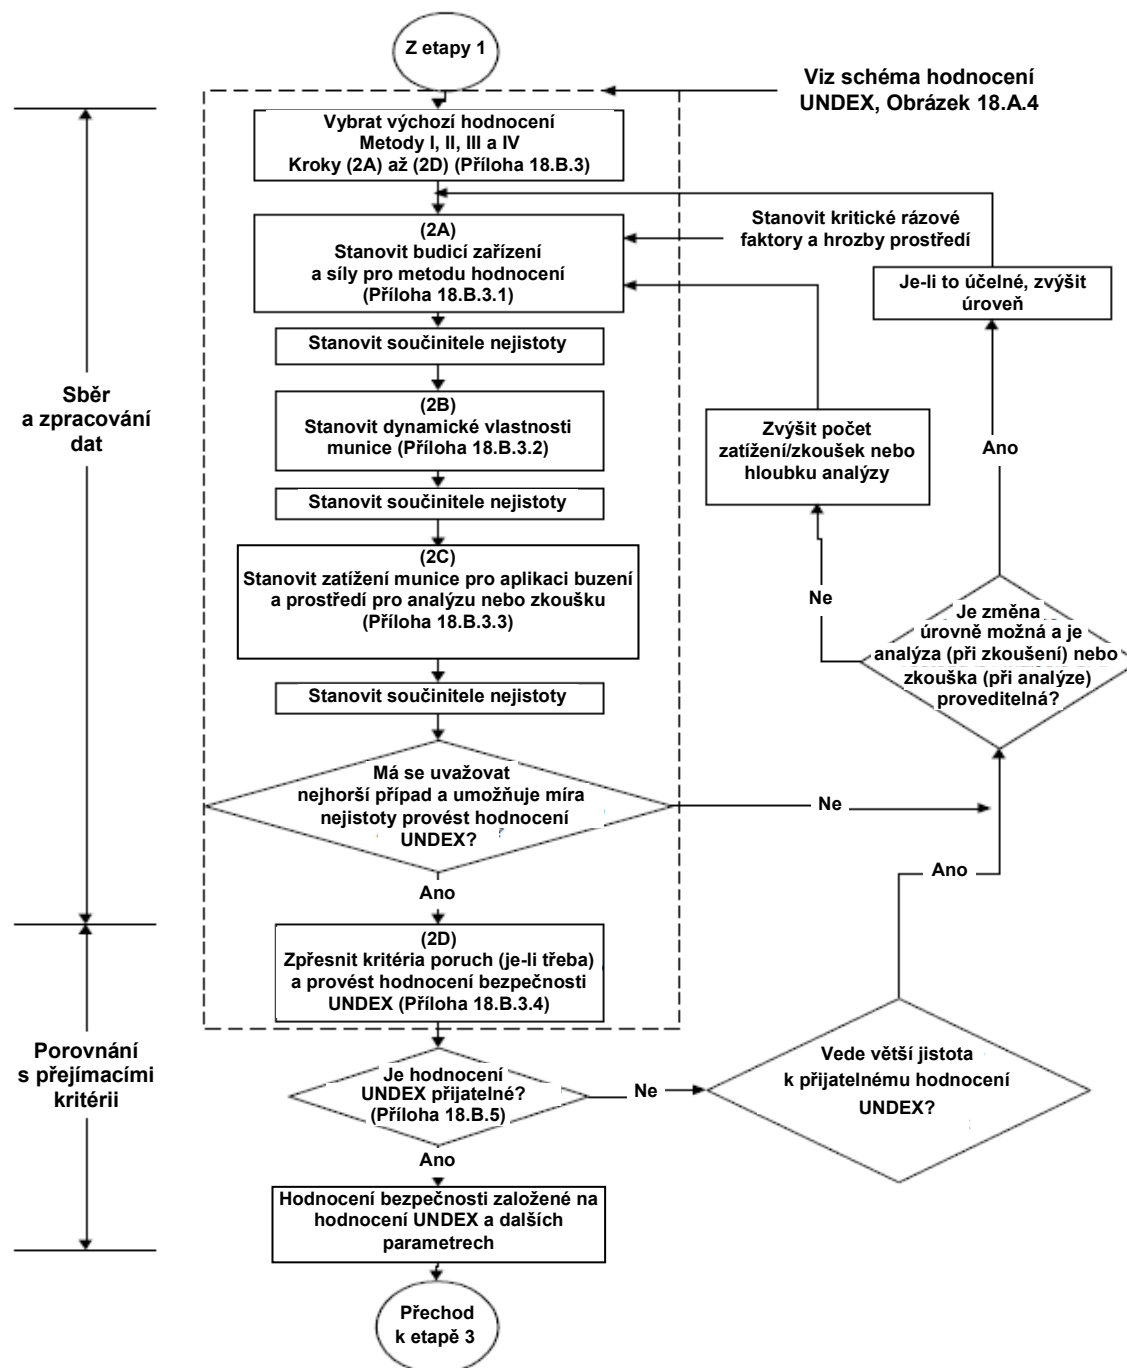 Z etapy 1
Viz schéma hodnocení
UNDEX, Obrázek 18.A.4
Vybrat výchozí hodnocení
Metody I, II, III a IV
Kroky (2A) až (2D) (Příloha 18.B.3)
(2A)
Stanovit budicí zařízení
a síly pro metodu hodnocení
(Příloha 18.B.3.1)
Stanovit kritické rázové
faktory a hrozby prostředí
Je-li to účelné, zvýšit
úroveň
Stanovit součinitele nejistoty
Sběr
a zpracování
dat
(2B)
Stanovit dynamické vlastnosti
munice (Příloha 18.B.3.2)
Zvýšit počet
zatížení/zkoušek nebo
hloubku analýzy
Ano
Stanovit součinitele nejistoty
(2C)
Stanovit zatížení munice pro aplikaci buzení
a prostředí pro analýzu nebo zkoušku
(Příloha 18.B.3.3)
Ne
Je změna
úrovně možná a je
analýza (při zkoušení) nebo
zkouška (při analýze)
proveditelná?
Stanovit součinitele nejistoty
Má se uvažovat
nejhorší případ a umožňuje míra
nejistoty provést hodnocení
UNDEX?
Ne
Ano
Ano
(2D)
Zpřesnit kritéria poruch (je-li třeba)
a provést hodnocení bezpečnosti
UNDEX (Příloha 18.B.3.4)
Porovnání
s přejímacími
kritérii
Je hodnocení
UNDEX přijatelné?
(Příloha 18.B.5)
Ne
Vede větší jistota
k přijatelnému hodnocení
UNDEX?
Ano
Hodnocení bezpečnosti založené na
hodnocení UNDEX a dalších
parametrech
Přechod
k etapě 3